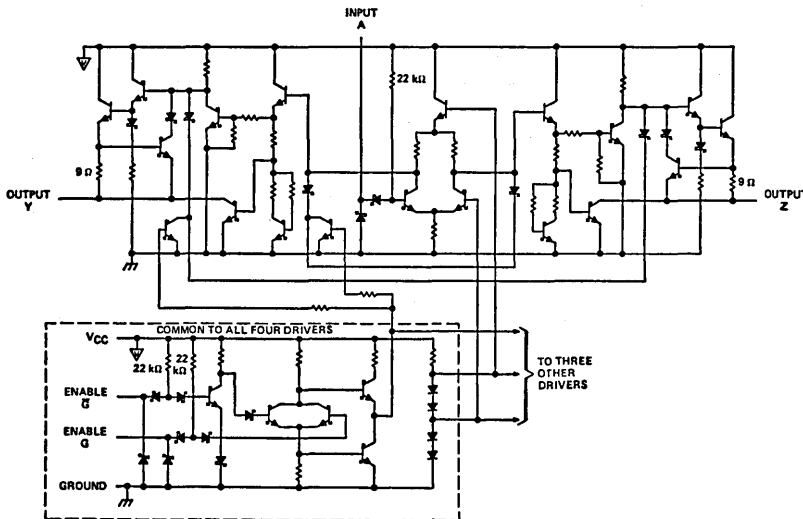 INPUT
A
22 kΩ
9 Ω
9 Ω
OUTPUT
Y
OUTPUT
Z
COMMON TO ALL FOUR DRIVERS
VCC
22 kΩ
22
kΩ
ENABLE
G̅
ENABLE
G
GROUND
TO THREE
OTHER
DRIVERS